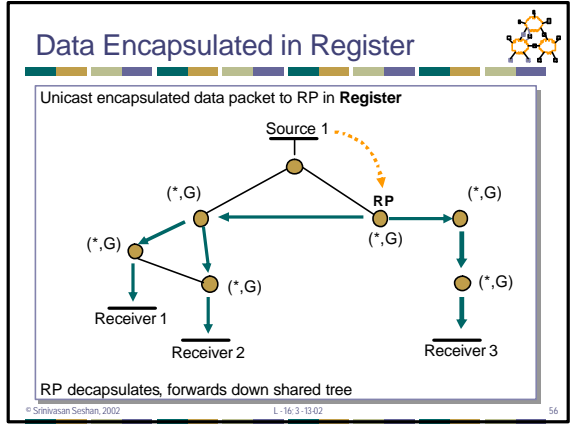 Data Encapsulated in Register
Unicast encapsulated data packet to RP in Register
Source 1
(*,G)
RP
(*,G)
(*,G)
(*,G)
(*,G)
(*,G)
Receiver 1
Receiver 2
Receiver 3
RP decapsulates, forwards down shared tree
© Srinivasan Seshan, 2002
L -16; 3 -13-02
56